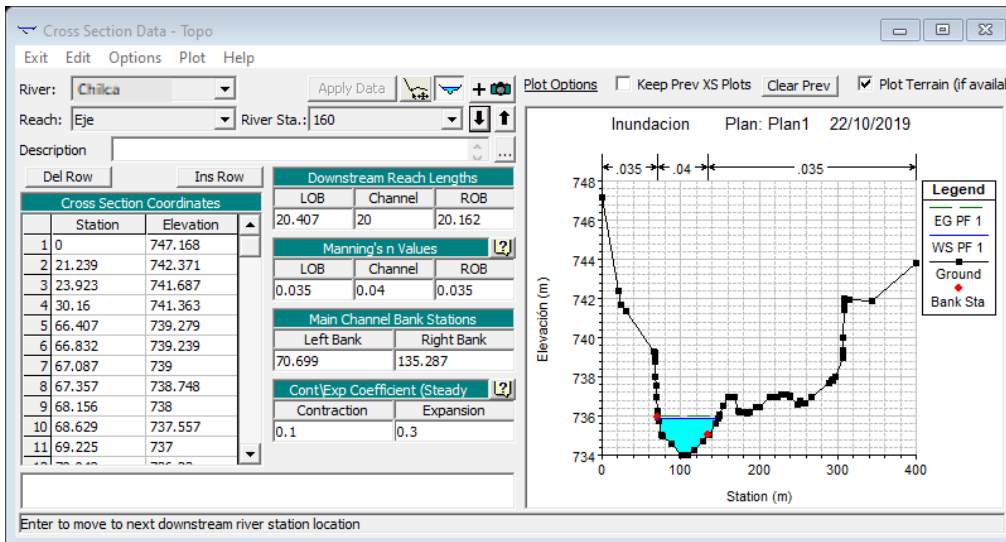 Cross Section Data - Topo
Exit Edit Options Plot Help
River: Chilca Apply Data Plot Options Keep Prev XS Plots Clear Prev Plot Terrain (if availal
Reach: Eje River Sta.: 160
Description ...
Del Row Ins Row
Cross Section Coordinates
Station Elevation
1 0 747.168
2 21.239 742.371
3 23.923 741.687
4 30.16 741.363
5 66.407 739.279
6 66.832 739.239
7 67.087 739
8 67.357 738.748
9 68.156 738
10 68.629 737.557
11 69.225 737
Downstream Reach Lengths
LOB Channel ROB
20.407 20 20.162
Manning's n Values
LOB Channel ROB
0.035 0.04 0.035
Main Channel Bank Stations
Left Bank Right Bank
70.699 135.287
Cont\Exp Coefficient (Steady
Contraction Expansion
0.1 0.3
Inundacion Plan: Plan1 22/10/2019
.035 .04 .035
748
746
744
742
740
738
736
734
Elevación (m)
0 100 200 300 400
Station (m)
Legend
EG PF 1
WS PF 1
Ground
Bank Sta
Enter to move to next downstream river station location